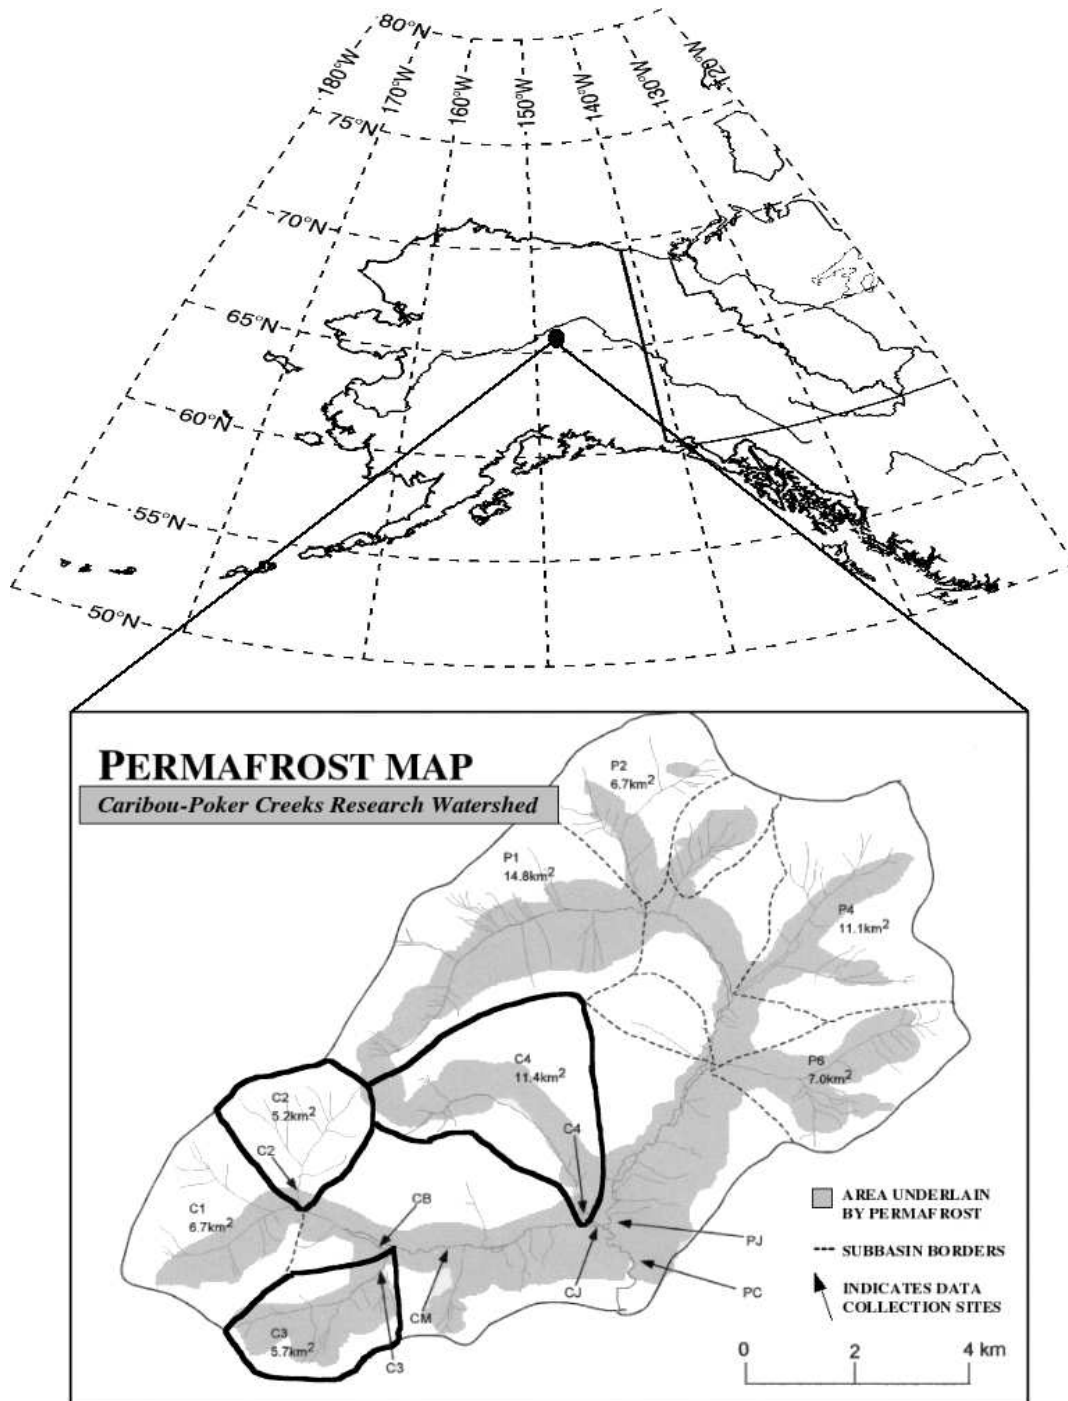 80°N
180°W
170°W
160°W
150°W
140°W
130°W
120°W
75°N
70°N
65°N
60°N
55°N
50°N
PERMAFROST MAP
Caribou-Poker Creeks Research Watershed
P2
6.7km2
P1
14.8km2
P4
11.1km2
C4
11.4km2
P6
7.0km2
C2
5.2km2
C4
C2
CB
C1
6.7km2
AREA UNDERLAIN
BY PERMAFROST
PJ
SUBBASIN BORDERS
CJ
PC
INDICATES DATA
COLLECTION SITES
CM
C3
5.7km2
C3
0
2
4 km